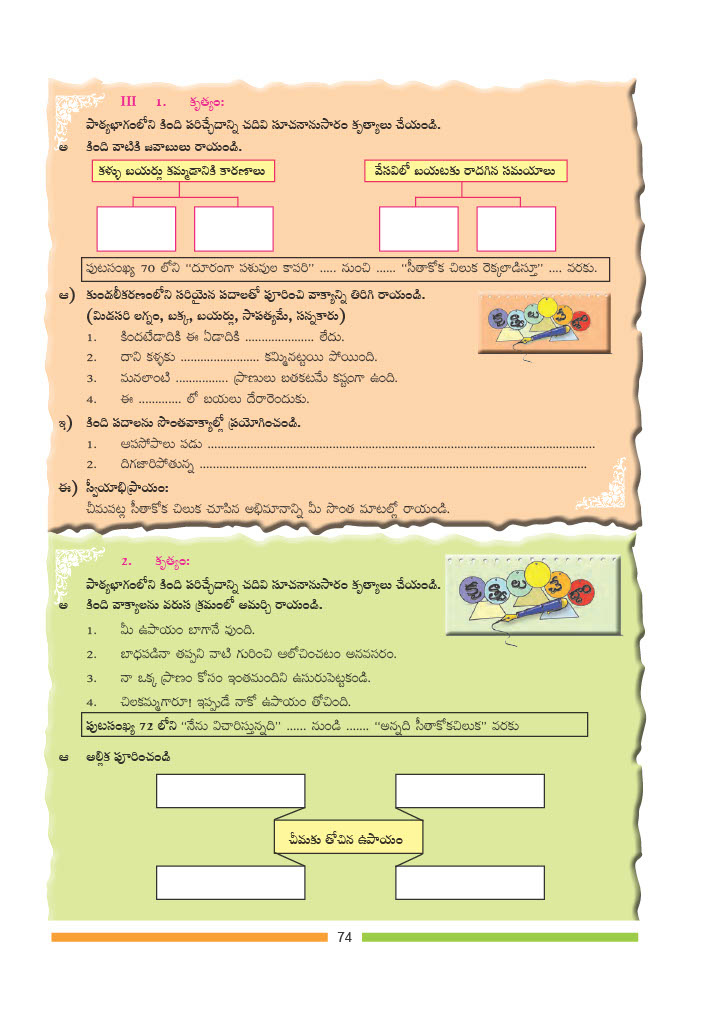 III 1. కృత్యం:
పాఠ్యభాగంలోని కింది పరిచ్ఛేదాన్ని చదివి సూచనానుసారం కృత్యాలు చేయండి.
అ కింది వాటికి జవాబులు రాయండి.
కళ్ళు బయర్లు కమ్మడానికి కారణాలు వేసవిలో బయటకు రాదగిన సమయాలు
పుటసంఖ్య 70 లోని “దూరంగా పశువుల కాపరి” ..... నుంచి ...... “సీతాకోక చిలుక రెక్కలాడిస్తూ” .... వరకు.
ఆ) కుండలీకరణంలోని సరియైన పదాలతో పూరించి వాక్యాన్ని తిరిగి రాయండి.
(మిడసరి లగ్నం, బక్క, బయర్లు, సాపత్యమే, సన్నకారు)
1. కిందటేడాదికి ఈ ఏడాదికి ..................... లేదు.
2. దాని కళ్ళకు ........................ కమ్మినట్టయి పోయింది.
3. మనలాంటి ................ ప్రాణులు బతకటమే కష్టంగా ఉంది.
4. ఈ ............. లో బయలు దేరారెందుకు.
ఇ) కింది పదాలను సొంతవాక్యాల్లో ప్రయోగించండి.
1. ఆపసోపాలు పడు ........................................................................................................................
2. దిగజారిపోతున్న ........................................................................................................................
ఈ) స్వీయాభిప్రాయం:
చీమపట్ల సీతాకోక చిలుక చూపిన అభిమానాన్ని మీ సొంత మాటల్లో రాయండి.
2. కృత్యం:
పాఠ్యభాగంలోని కింది పరిచ్ఛేదాన్ని చదివి సూచనానుసారం కృత్యాలు చేయండి.
అ కింది వాక్యాలను వరుస క్రమంలో అమర్చి రాయండి.
1. మీ ఉపాయం బాగానే వుంది.
2. బాధపడినా తప్పని వాటి గురించి ఆలోచించటం అనవసరం.
3. నా ఒక్క ప్రాణం కోసం ఇంతమందిని ఉసురుపెట్టకండి.
4. చిలకమ్మగారూ! ఇప్పుడే నాకో ఉపాయం తోచింది.
పుటసంఖ్య 72 లోని “నేను విచారిస్తున్నది” ...... నుండి ....... “అన్నది సీతాకోకచిలుక” వరకు
ఆ అల్లిక పూరించండి
చీమకు తోచిన ఉపాయం
74